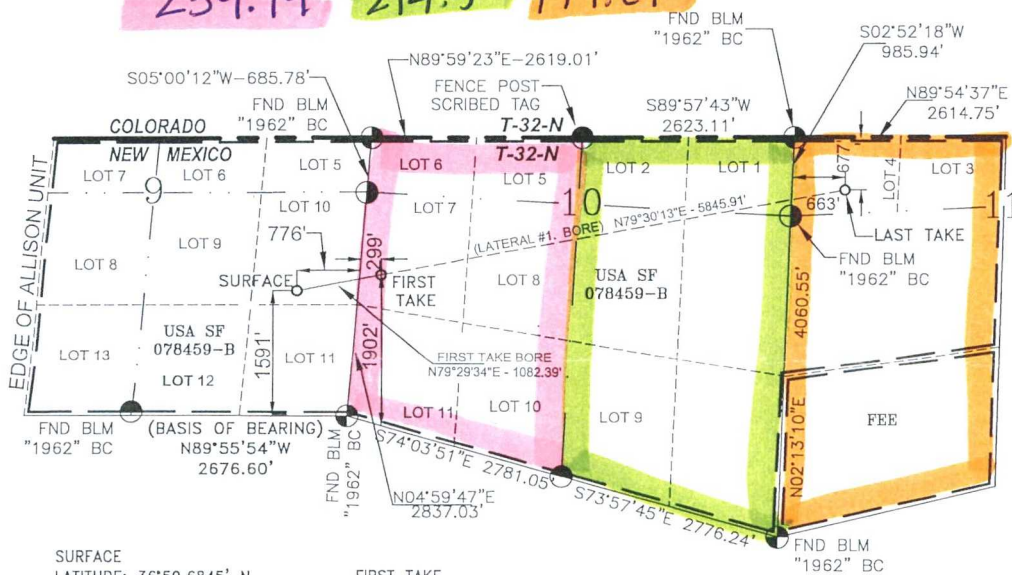 214.5
FND BLM
"1962" BC
S02°52'18"W
985.94'
S05°00'12"W-685.78'
N89°59'23"E-2619.01'
FND BLM
"1962" BC
FENCE POST
SCRIBED TAG
S89°57'43"W
2623.11'
N89°54'37"E
2614.75'
COLORADO
T-32-N
NEW MEXICO
T-32-N
LOT 7
LOT 6
LOT 5
LOT 6
LOT 5
LOT 2
LOT 1
LOT 4
LOT 3
677'
9
LOT 10
LOT 7
10
11
663'
(LATERAL #1. BORE) N79°30'13"E - 5845.91'
LAST TAKE
FND BLM
"1962" BC
EDGE OF ALLISON UNIT
LOT 9
776'
LOT 8
SURFACE
299'
FIRST
TAKE
LOT 8
USA SF
078459-B
4060.55'
USA SF
078459-B
LOT 13
LOT 12
1591'
LOT 11
1902'
FIRST TAKE BORE
N79°29'34"E - 1082.39'
LOT 11
LOT 10
LOT 9
N02°13'10"E
FEE
FND BLM
"1962" BC
(BASIS OF BEARING)
N89°55'54"W
2676.60'
FND BLM
"1962" BC
S74°03'51"E 2781.05'
N04°59'47"E
2837.03'
S73°57'45"E 2776.24'
FND BLM
"1962" BC
SURFACE
FIRST TAKE